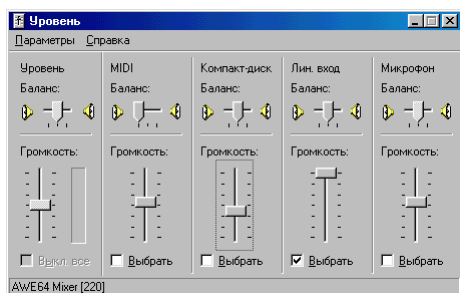 Уровень
Параметры Справка
Уровень MIDI Компакт-диск Лин. вход Микрофон
Баланс: Баланс: Баланс: Баланс: Баланс:
Громкость: Громкость: Громкость: Громкость: Громкость:
Выкл. все Выбрать Выбрать Выбрать Выбрать
AWE64 Mixer [220]